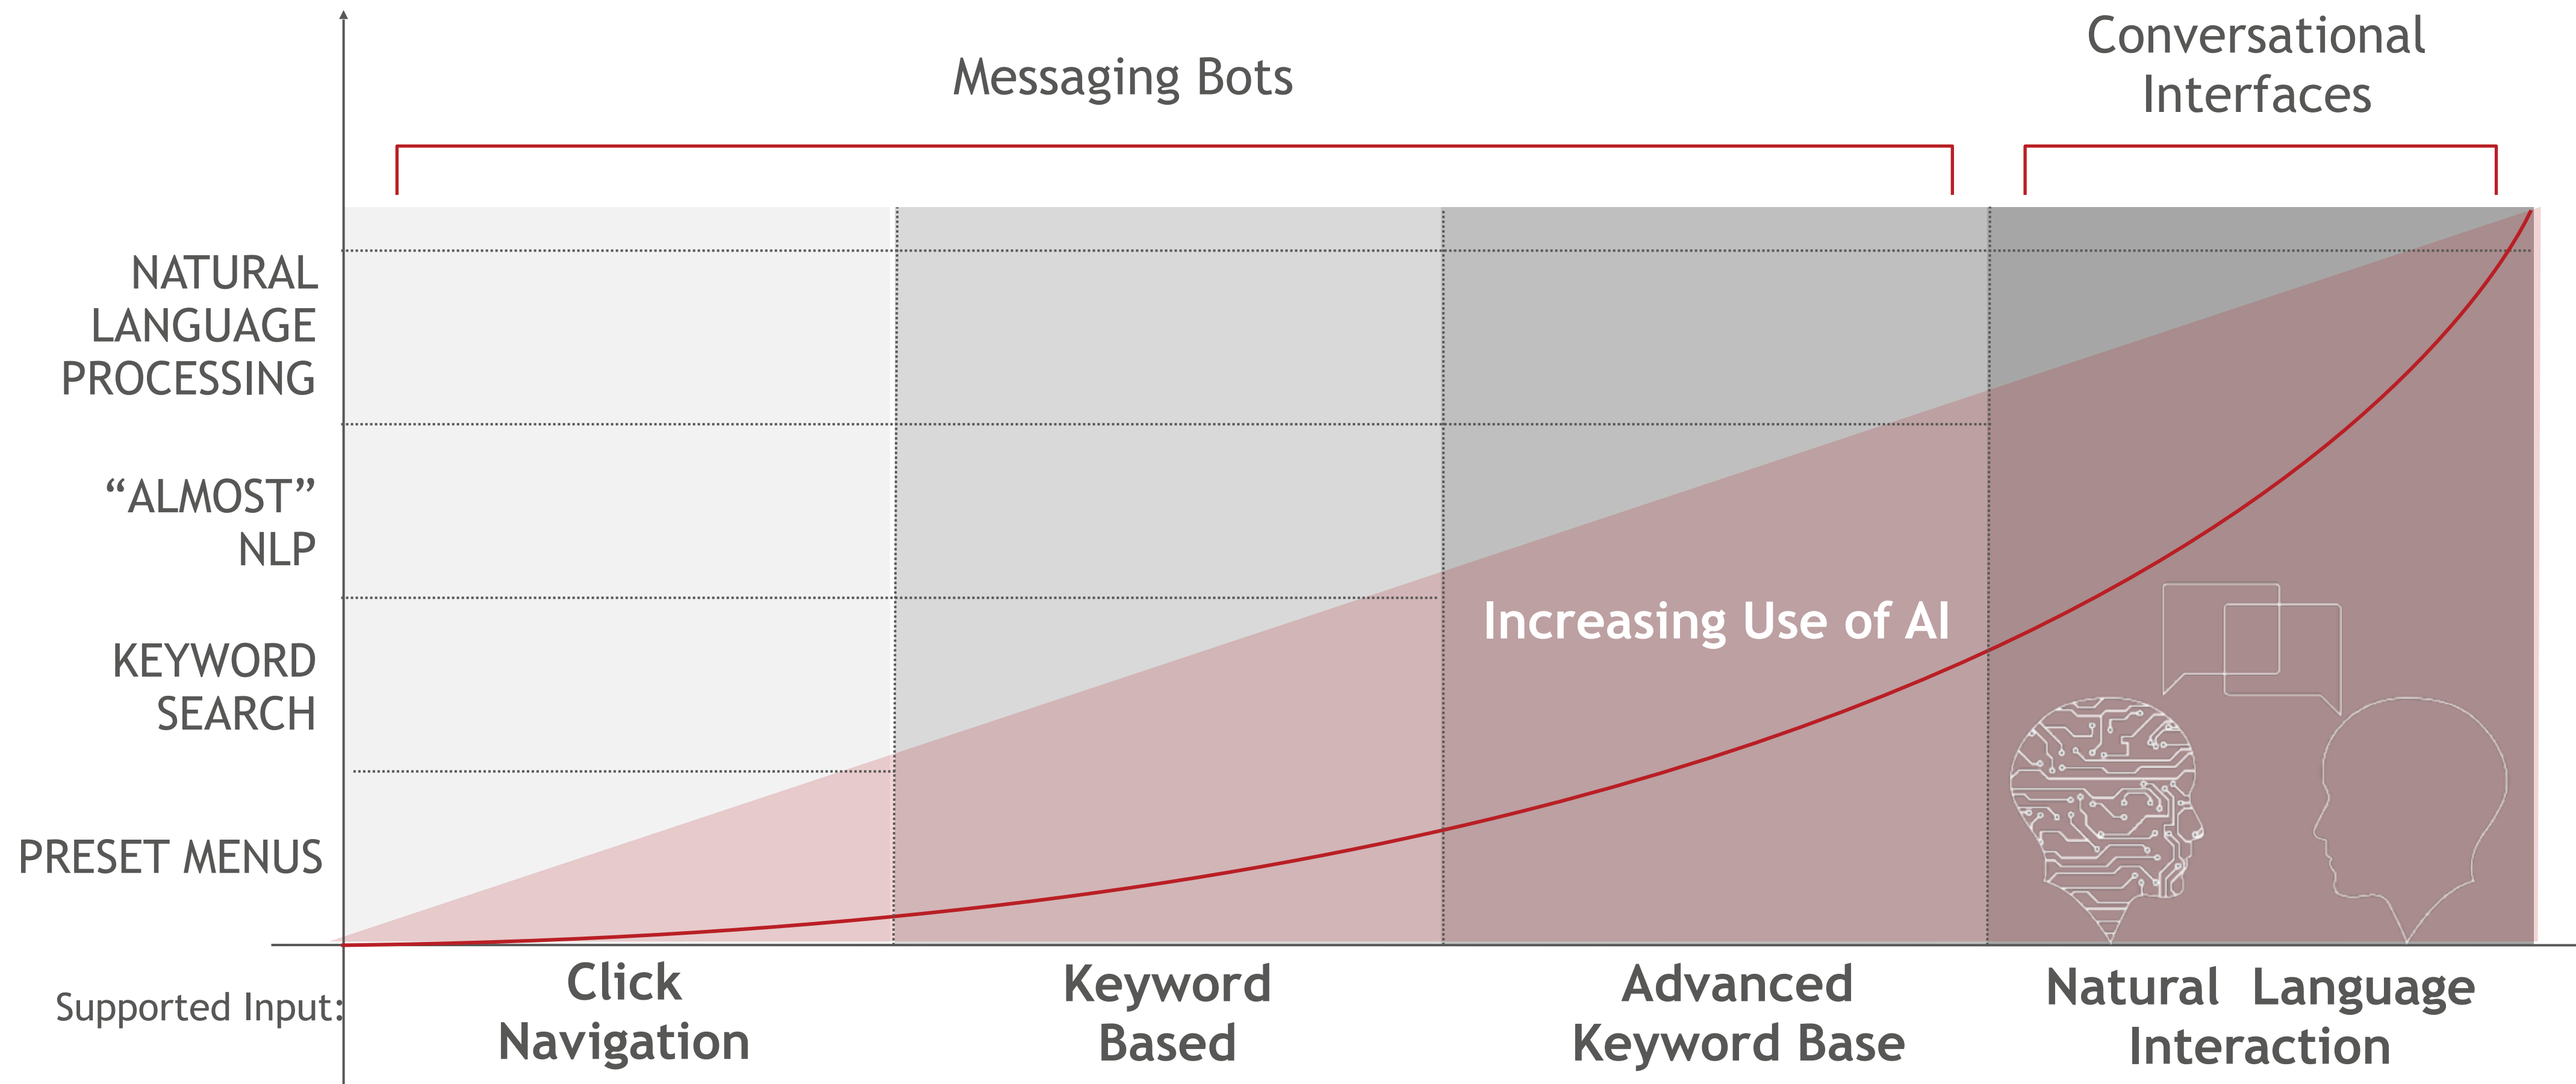 Messaging Bots
Conversational
Interfaces
NATURAL
LANGUAGE
PROCESSING
“ALMOST”
NLP
KEYWORD
SEARCH
PRESET MENUS
Increasing Use of AI
Supported Input:
Click
Navigation
Keyword
Based
Advanced
Keyword Base
Natural Language
Interaction